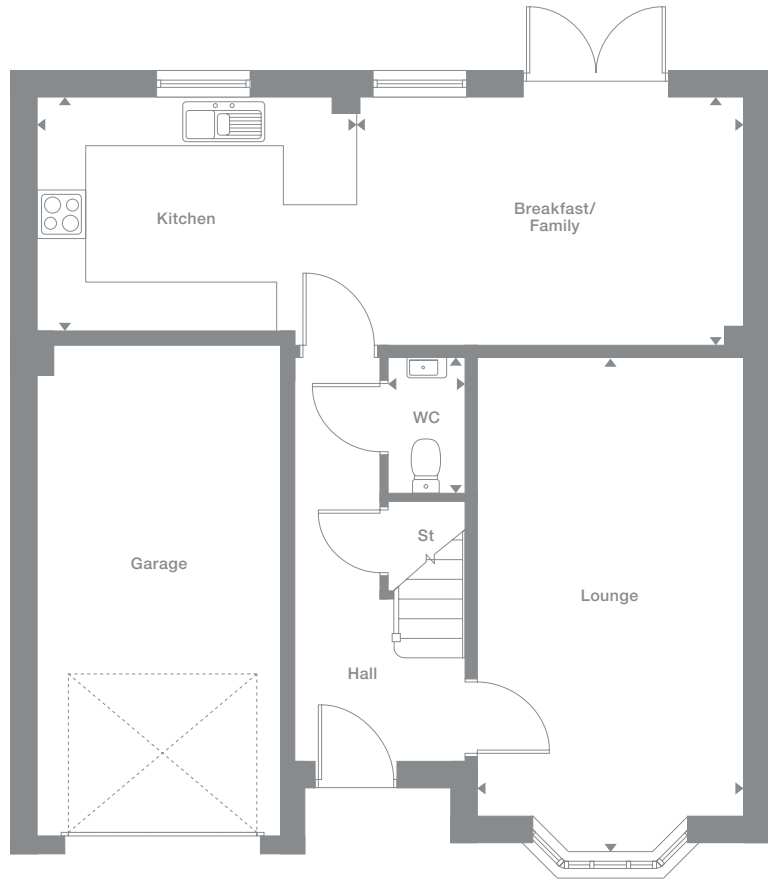 Kitchen
Breakfast/
Family
WC
St
Garage
Lounge
Hall